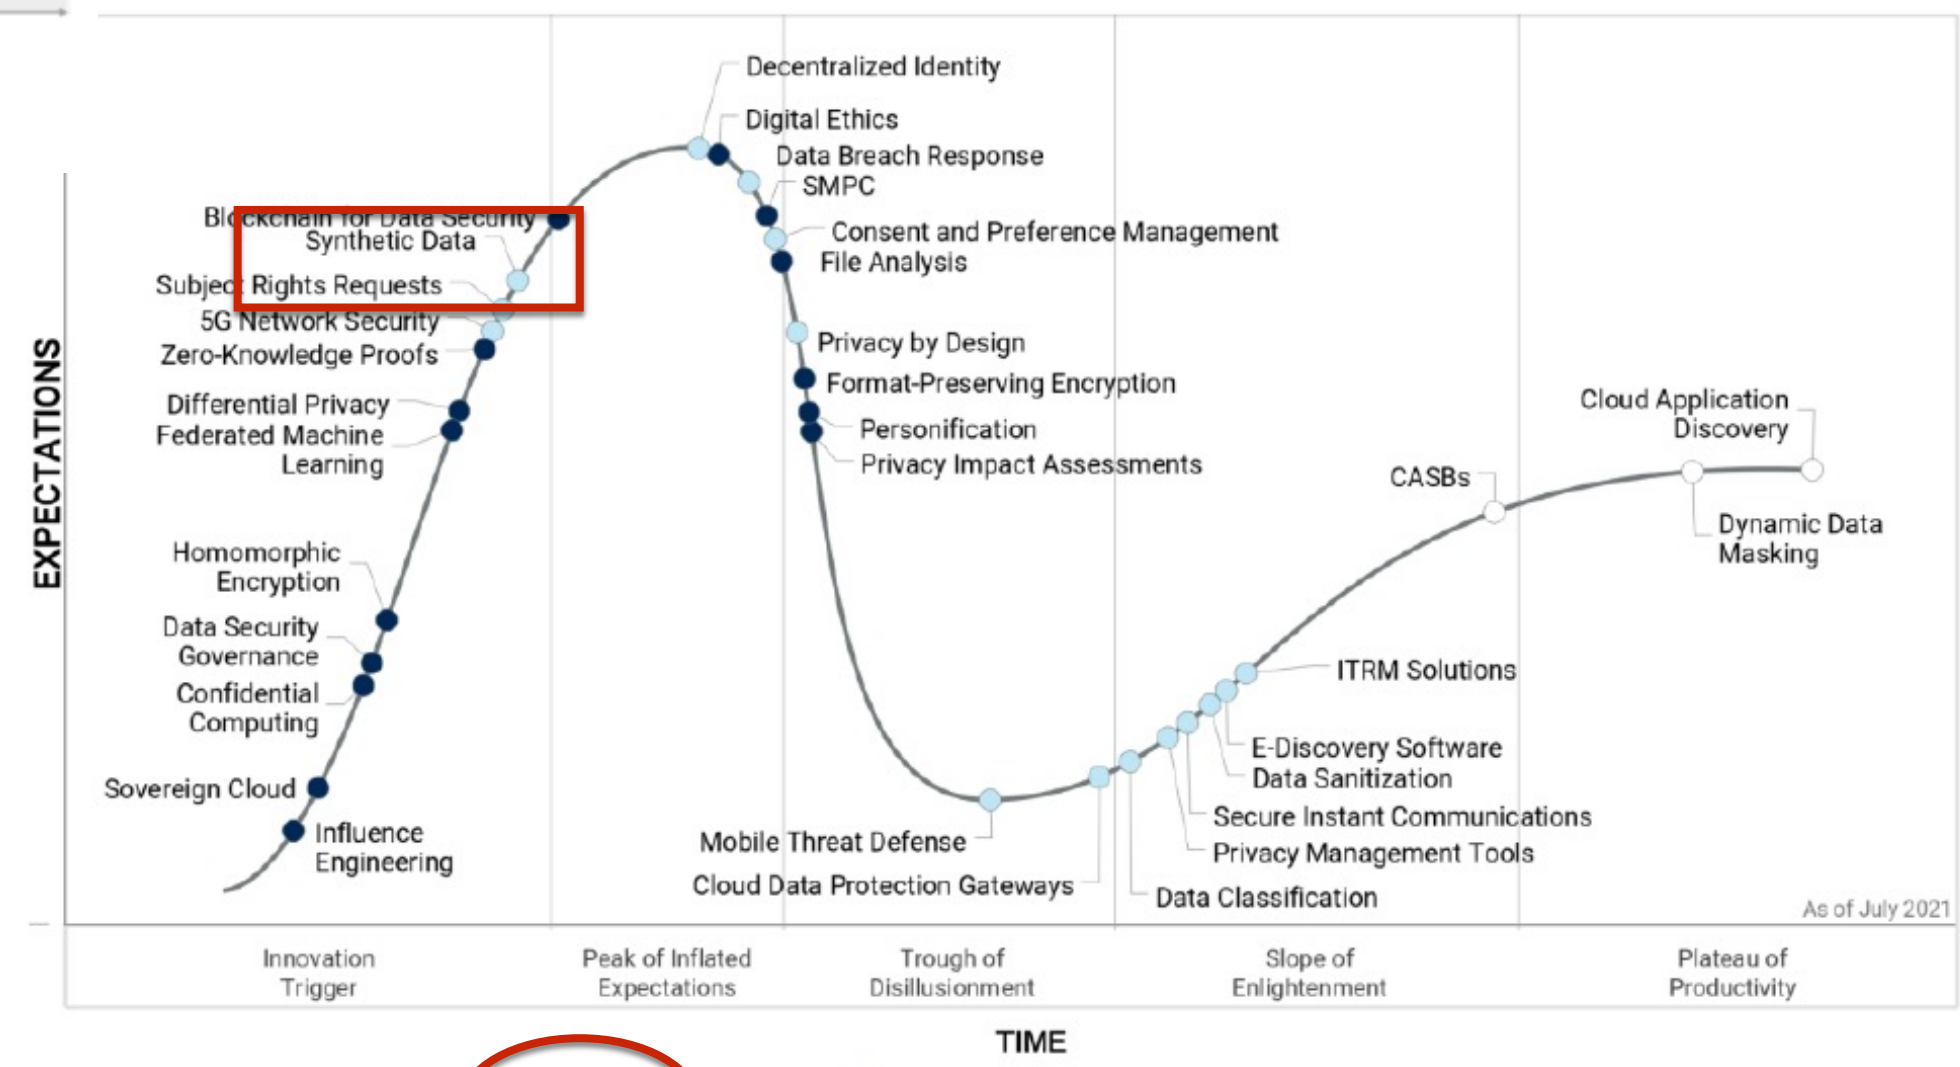 Decentralized Identity
Digital Ethics
Data Breach Response
SMPC
Blockchain for Data Security
Synthetic Data
Consent and Preference Management
File Analysis
Subject Rights Requests
5G Network Security
Zero-Knowledge Proofs
Privacy by Design
Format-Preserving Encryption
Differential Privacy
Federated Machine
Learning
Personification
Privacy Impact Assessments
Cloud Application
Discovery
CASBs
Dynamic Data
Masking
Homomorphic
Encryption
Data Security
Governance
Confidential
Computing
ITRM Solutions
E-Discovery Software
Data Sanitization
Sovereign Cloud
Influence
Engineering
Secure Instant Communications
Mobile Threat Defense
Privacy Management Tools
Cloud Data Protection Gateways
Data Classification
As of July 2021
EXPECTATIONS
Innovation
Trigger
Peak of Inflated
Expectations
Trough of
Disillusionment
Slope of
Enlightenment
Plateau of
Productivity
TIME